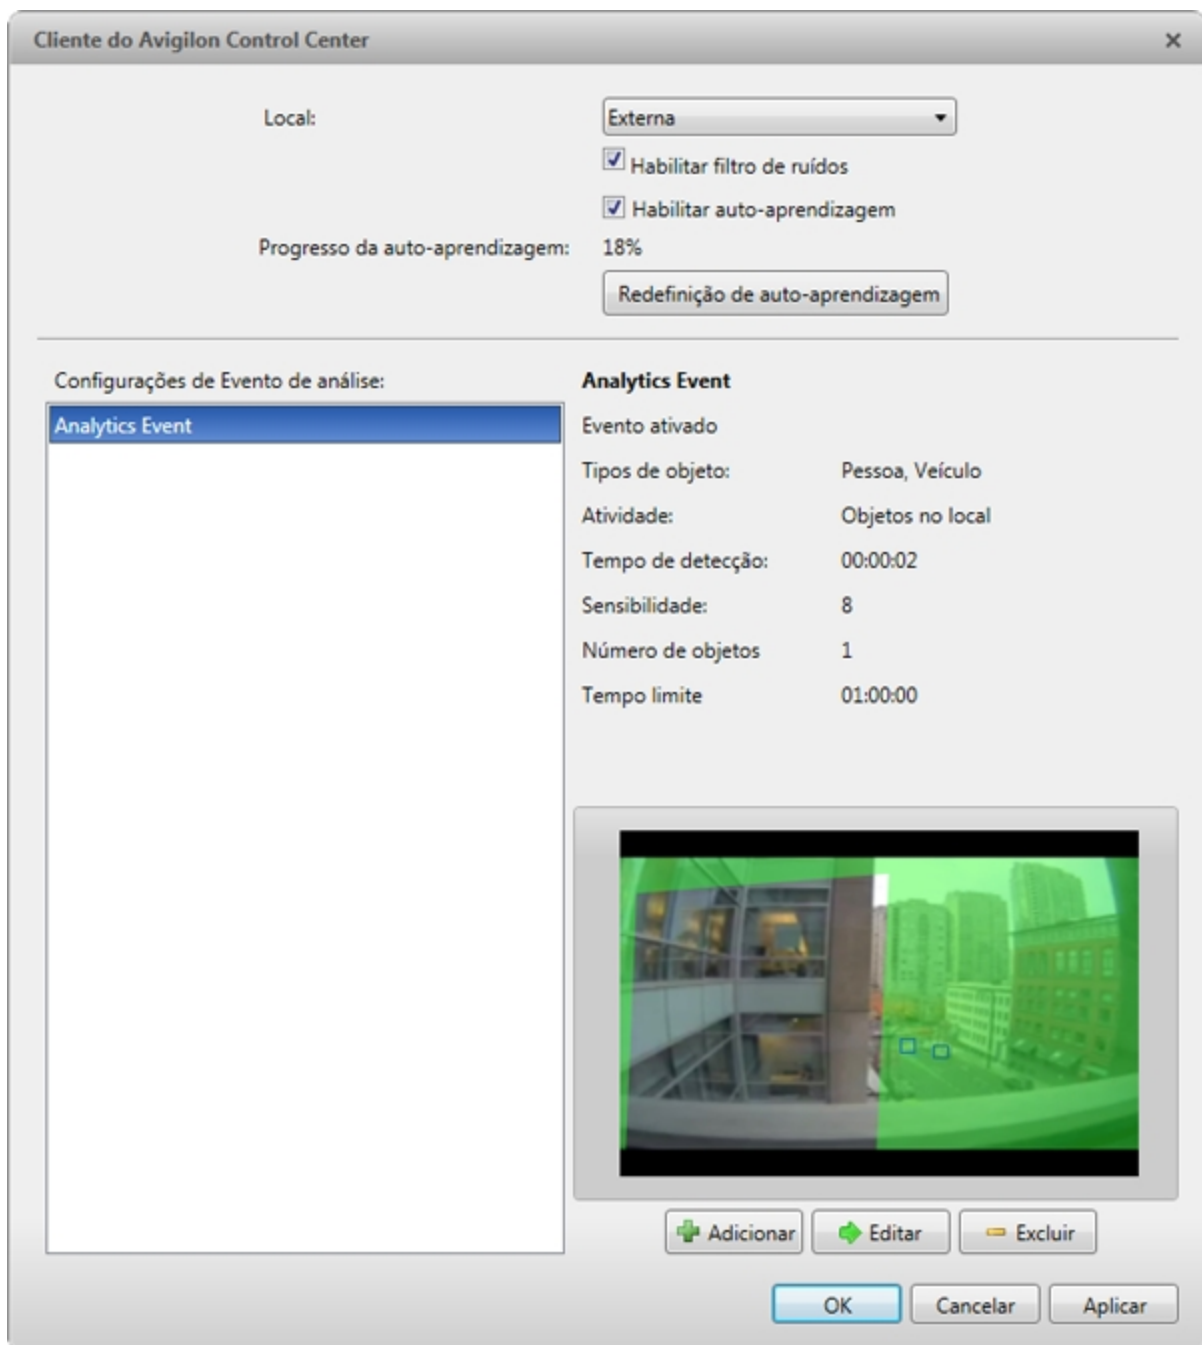 Cliente do Avigilon Control Center
Local:
Externa
Habilitar filtro de ruídos
Habilitar auto-aprendizagem
Progresso da auto-aprendizagem: 18%
Redefinição de auto-aprendizagem
Configurações de Evento de análise:
Analytics Event
Analytics Event
Evento ativado
Tipos de objeto: Pessoa, Veículo
Atividade: Objetos no local
Tempo de detecção: 00:00:02
Sensibilidade: 8
Número de objetos 1
Tempo limite 01:00:00
Adicionar Editar Excluir
OK Cancelar Aplicar